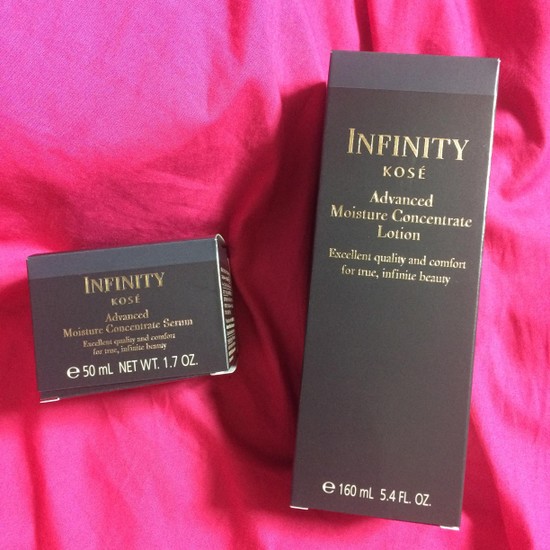 INFINITY
KOSÉ
Advanced
Moisture Concentrate Serum
Excellent quality and comfort
for true, infinite beauty
℮ 50 mL NET WT. 1.7 OZ.
INFINITY
KOSÉ
Advanced
Moisture Concentrate
Lotion
Excellent quality and comfort
for true, infinite beauty
℮ 160 mL 5.4 FL. OZ.